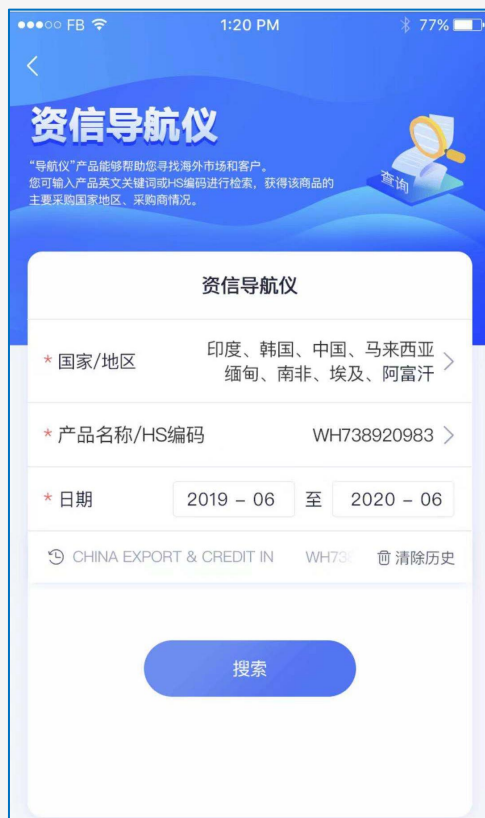 FB 1:20 PM 77%
资信导航仪
查询
“导航仪”产品能够帮助您寻找海外市场和客户。
您可输入产品英文关键词或HS编码进行检索，获得该商品的
主要采购国家地区、采购商情况。
资信导航仪
* 国家/地区 印度、韩国、中国、马来西亚
缅甸、南非、埃及、阿富汗
* 产品名称/HS编码 WH738920983
* 日期 2019 – 06 至 2020 – 06
CHINA EXPORT & CREDIT IN WH73 清除历史
搜索